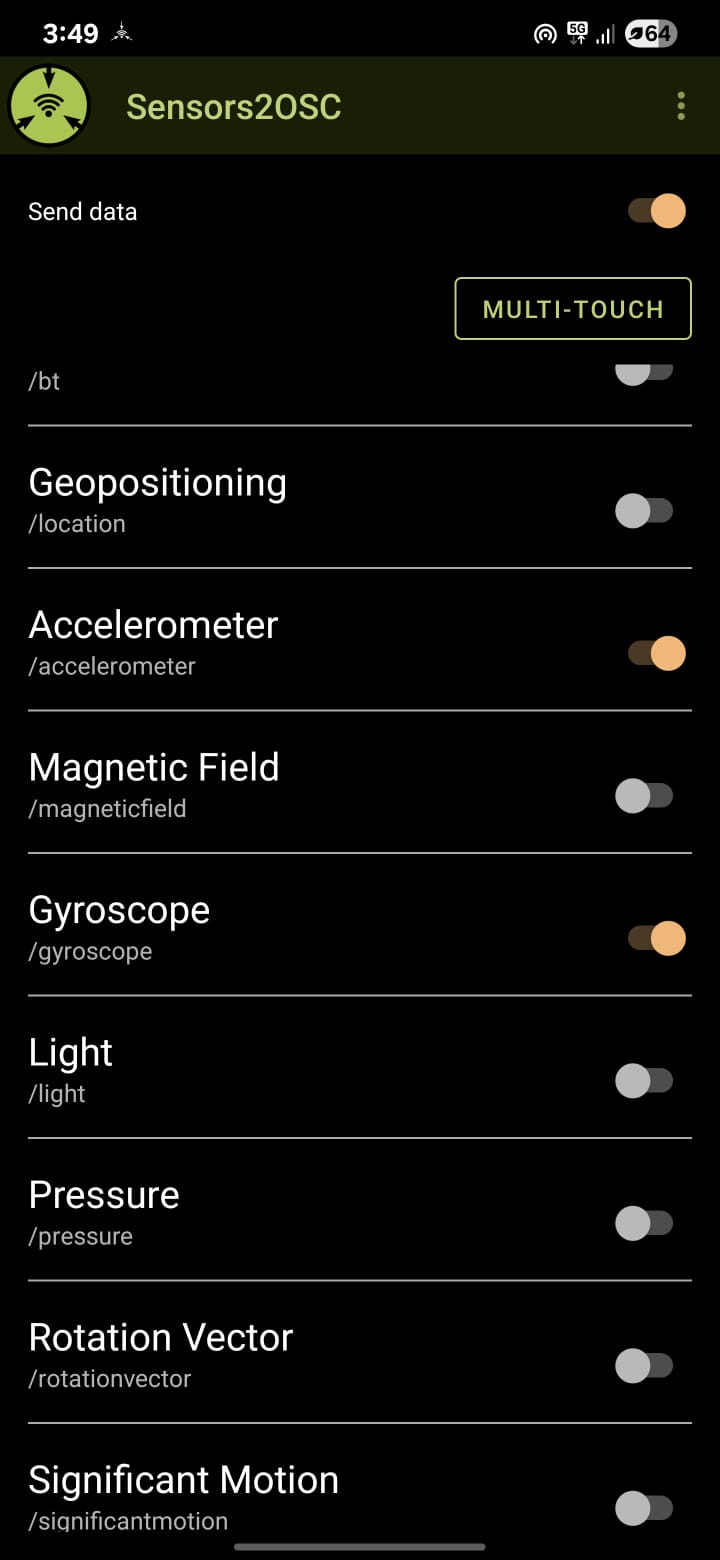 3:49
5G
64
Sensors2OSC
Send data
MULTI-TOUCH
/bt
Geopositioning
/location
Accelerometer
/accelerometer
Magnetic Field
/magneticfield
Gyroscope
/gyroscope
Light
/light
Pressure
/pressure
Rotation Vector
/rotationvector
Significant Motion
/significantmotion